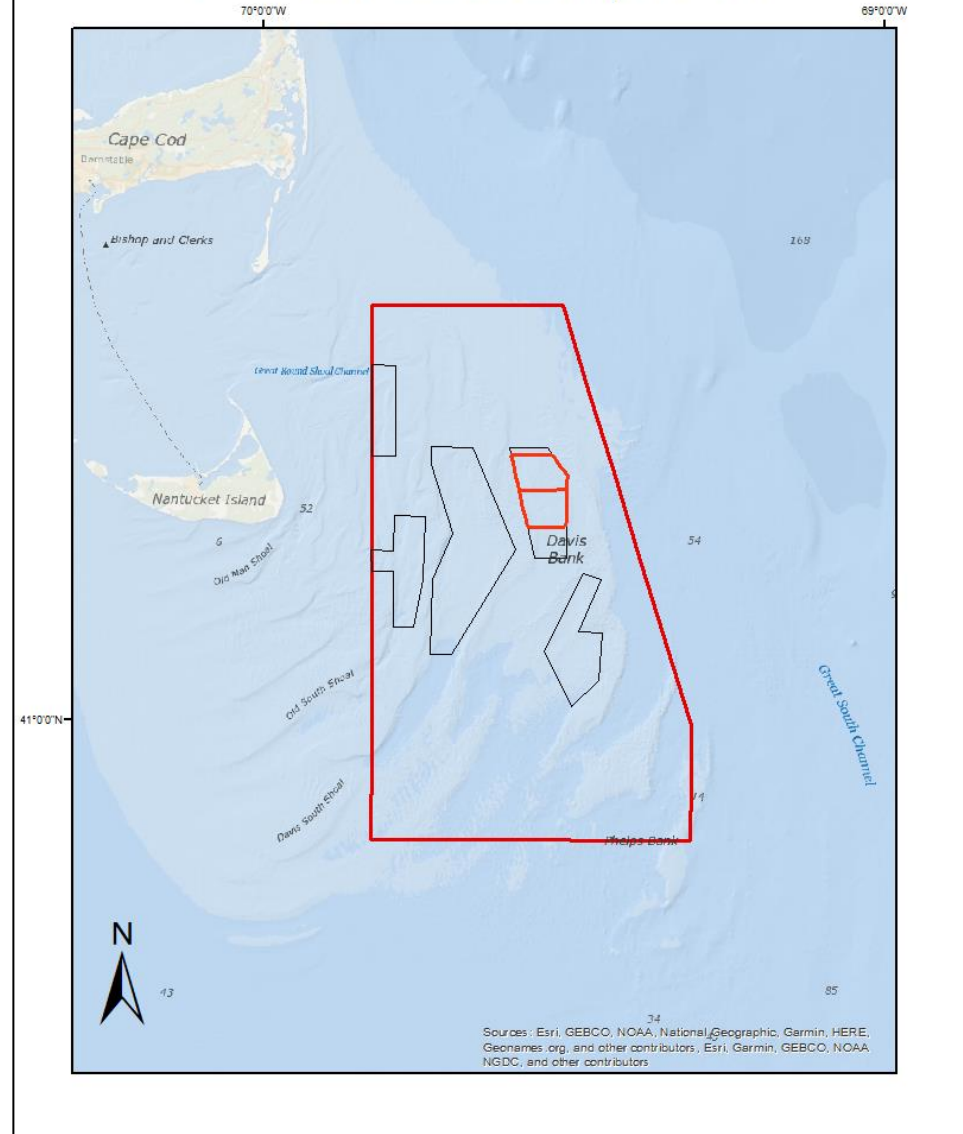 70°0'0"W
69°0'0"W
Cape Cod
Barnstable
Bishop and Clerks
168
Great Round Shoal Channel
Nantucket Island
52
6
Old Man Shoal
Davis
Bank
54
9
Old South Shoal
Great South Channel
41°0'0"N
Davis South Shoal
14
Phelps Bank
N
43
85
34
Sources: Esri, GEBCO, NOAA, National Geographic, Garmin, HERE,
Geonames.org, and other contributors, Esri, Garmin, GEBCO, NOAA
NGDC, and other contributors